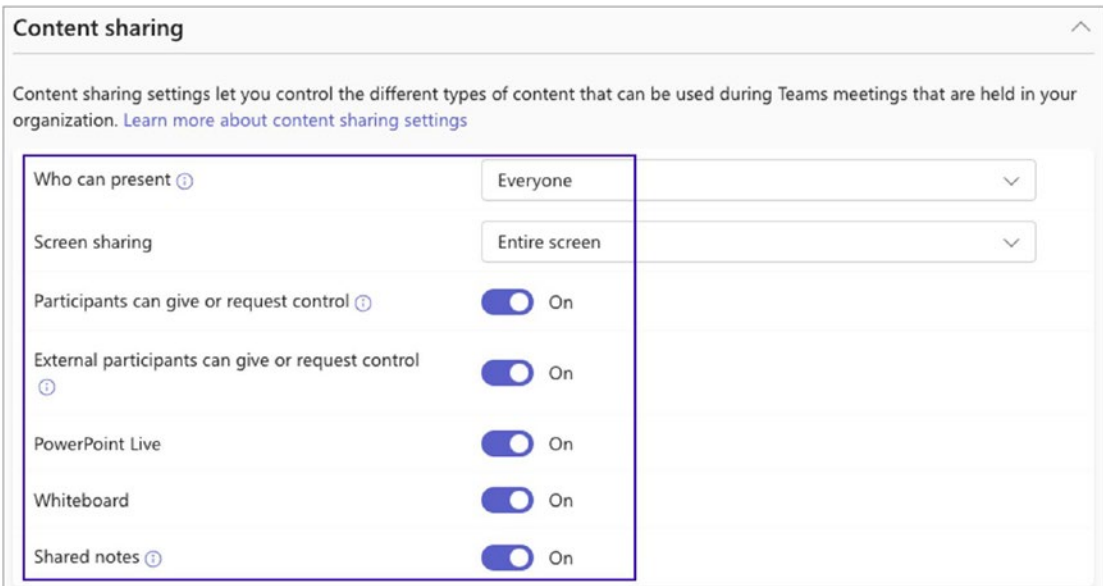 Content sharing
Content sharing settings let you control the different types of content that can be used during Teams meetings that are held in your
organization. Learn more about content sharing settings
Who can present
Everyone
Screen sharing
Entire screen
Participants can give or request control
On
External participants can give or request control
On
PowerPoint Live
On
Whiteboard
On
Shared notes
On